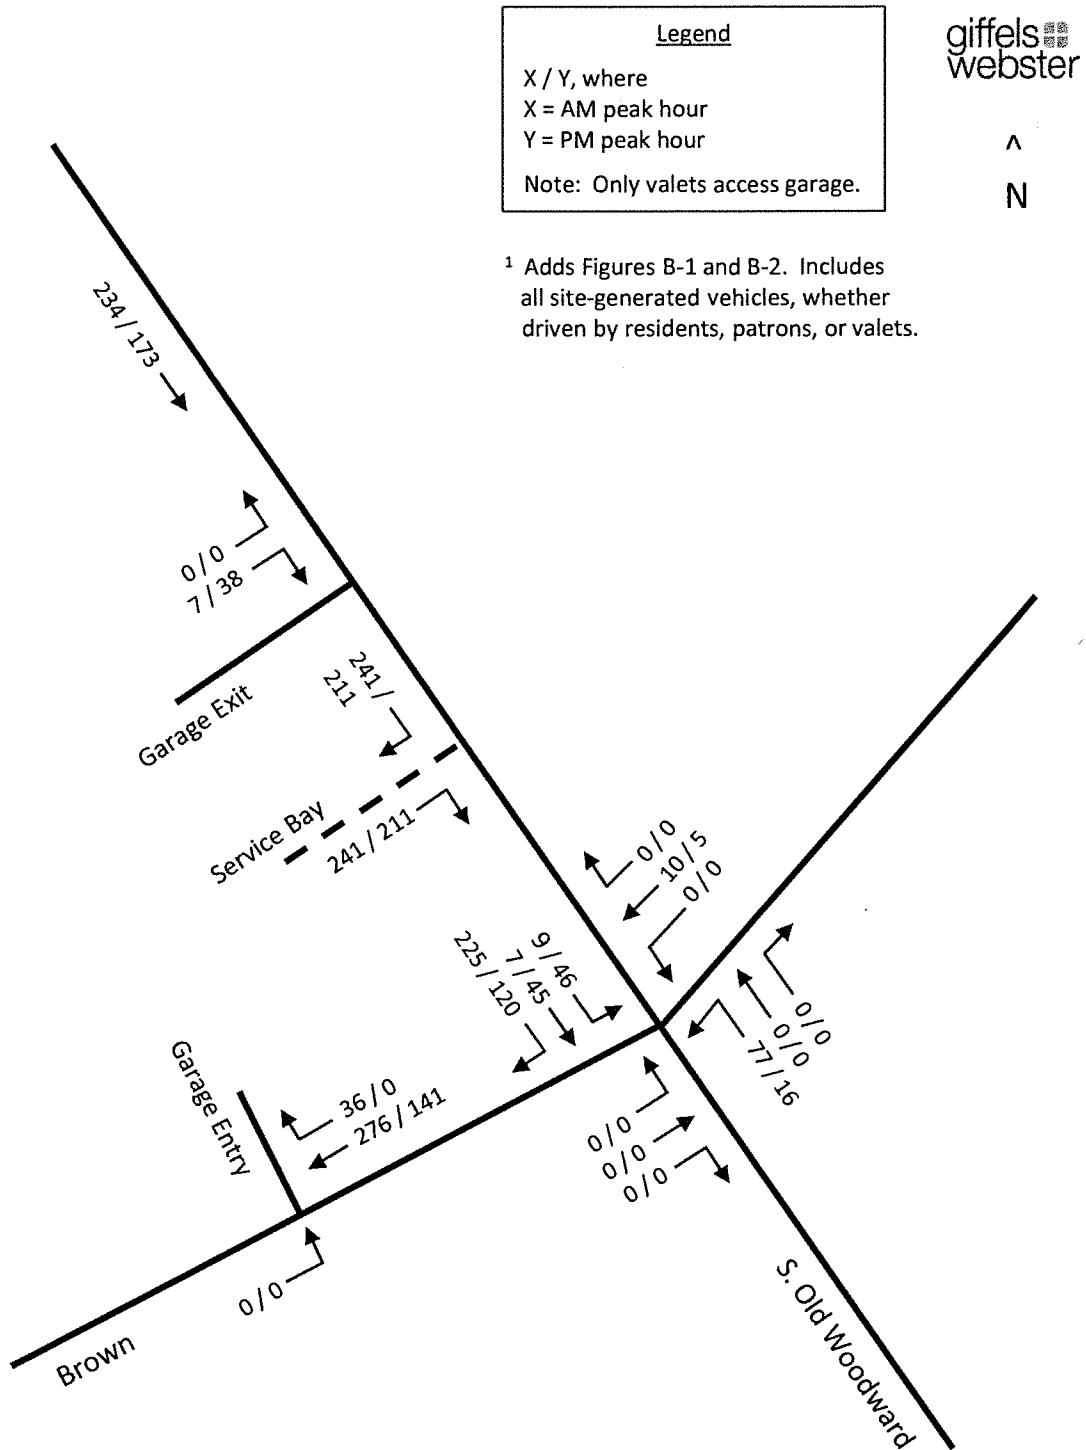 Legend
X / Y, where
X = AM peak hour
Y = PM peak hour
Note: Only valets access garage.
giffels
webster
^
N
¹ Adds Figures B-1 and B-2. Includes
all site-generated vehicles, whether
driven by residents, patrons, or valets.
234 / 173
0 / 0
7 / 38
Garage Exit
241 /
211
Service Bay
241 / 211
0 / 0
10 / 5
0 / 0
9 / 46
7 / 45
225 / 120
0 / 0
0 / 0
77 / 16
Garage Entry
36 / 0
276 / 141
0 / 0
0 / 0
0 / 0
0 / 0
Brown
S. Old Woodward